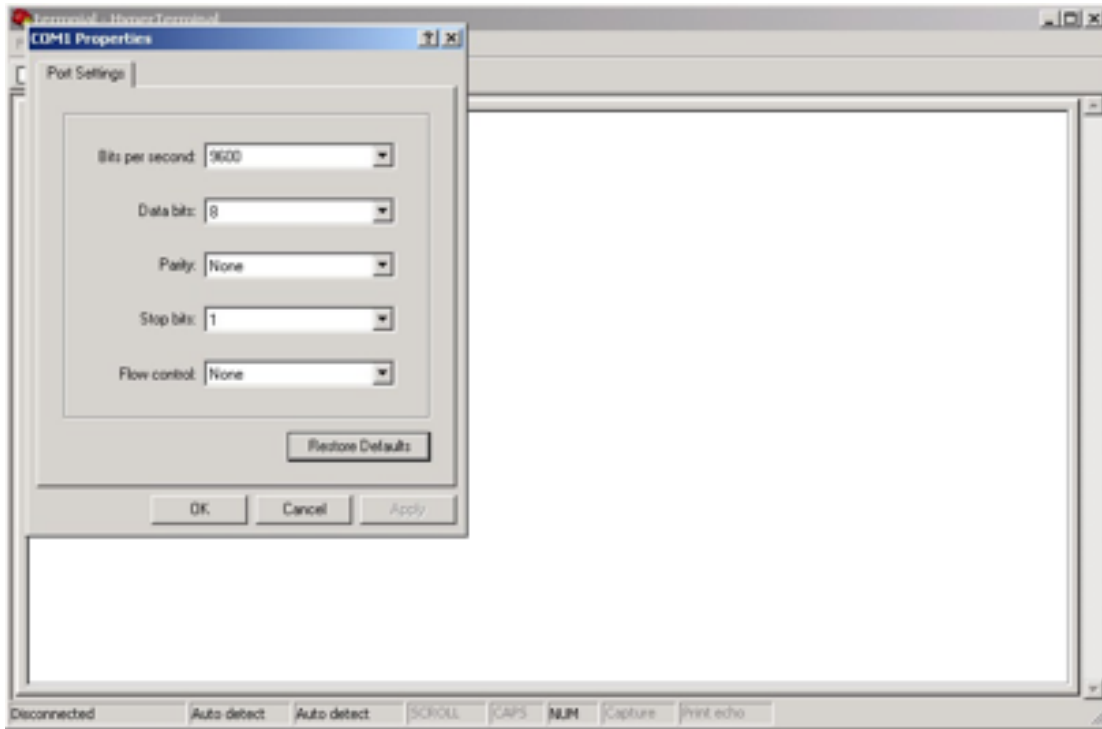 HyperTerminal
COM1 Properties
Port Settings
Bits per second: 9600
Data bits: 8
Parity: None
Stop bits: 1
Flow control: None
Restore Defaults
OK Cancel Apply
Disconnected Auto detect Auto detect SCROLL CAPS NUM Capture Print echo